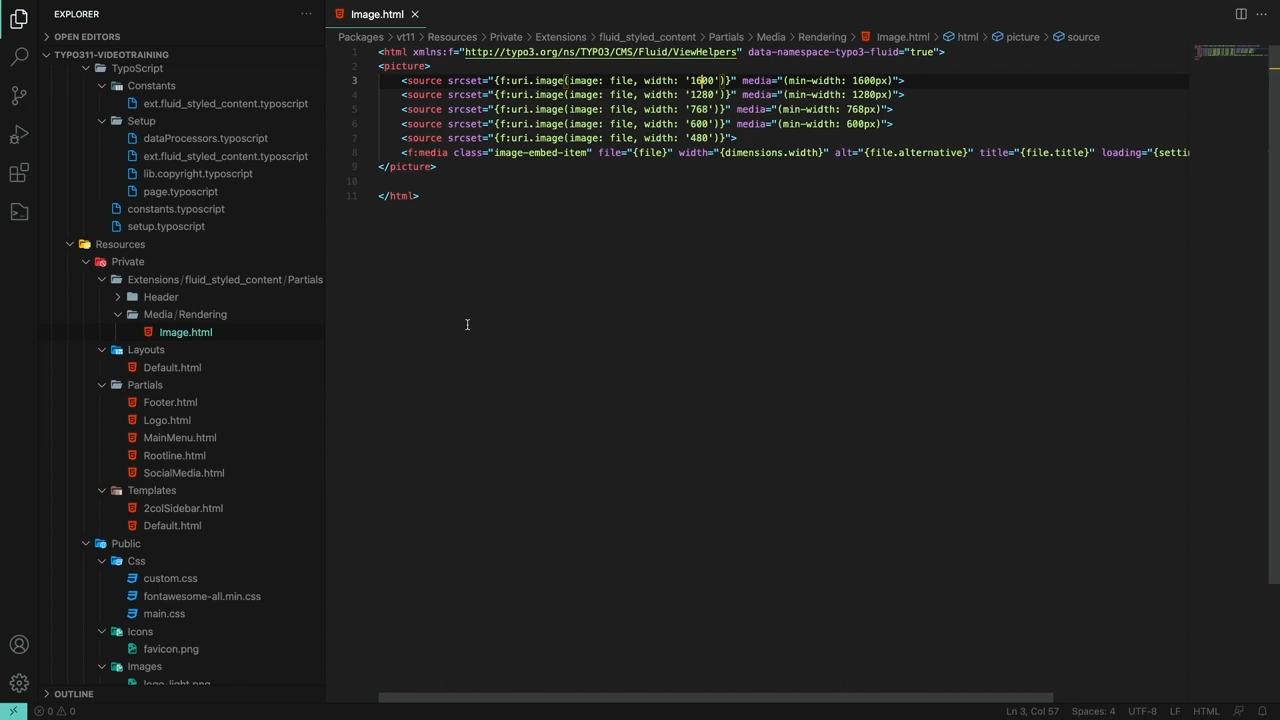 EXPLORER
OPEN EDITORS
TYPO311-VIDEOTRAINING
TypoScript
Constants
ext.fluid_styled_content.typoscript
Setup
dataProcessors.typoscript
ext.fluid_styled_content.typoscript
lib.copyright.typoscript
page.typoscript
constants.typoscript
setup.typoscript
Resources
Private
Extensions/fluid_styled_content/Partials
Header
Media/Rendering
Image.html
Layouts
Default.html
Partials
Footer.html
Logo.html
MainMenu.html
Rootline.html
SocialMedia.html
Templates
2colSidebar.html
Default.html
Public
Css
custom.css
fontawesome-all.min.css
main.css
Icons
favicon.png
Images
logo-light.png
OUTLINE
Image.html
Packages > vt11 > Resources > Private > Extensions > fluid_styled_content > Partials > Media > Rendering > Image.html > html > picture > source
1 <html xmlns:f="http://typo3.org/ns/TYPO3/CMS/Fluid/ViewHelpers" data-namespace-typo3-fluid="true">
2 <picture>
3 <source srcset="{f:uri.image(image: file, width: '1600')}" media="(min-width: 1600px)">
4 <source srcset="{f:uri.image(image: file, width: '1280')}" media="(min-width: 1280px)">
5 <source srcset="{f:uri.image(image: file, width: '768')}" media="(min-width: 768px)">
6 <source srcset="{f:uri.image(image: file, width: '600')}" media="(min-width: 600px)">
7 <source srcset="{f:uri.image(image: file, width: '480')}">
8 <f:media class="image-embed-item" file="{file}" width="{dimensions.width}" alt="{file.alternative}" title="{file.title}" loading="{setti
9 </picture>
10
11 </html>
0 0
Ln 3, Col 57
Spaces: 4
UTF-8
LF
HTML